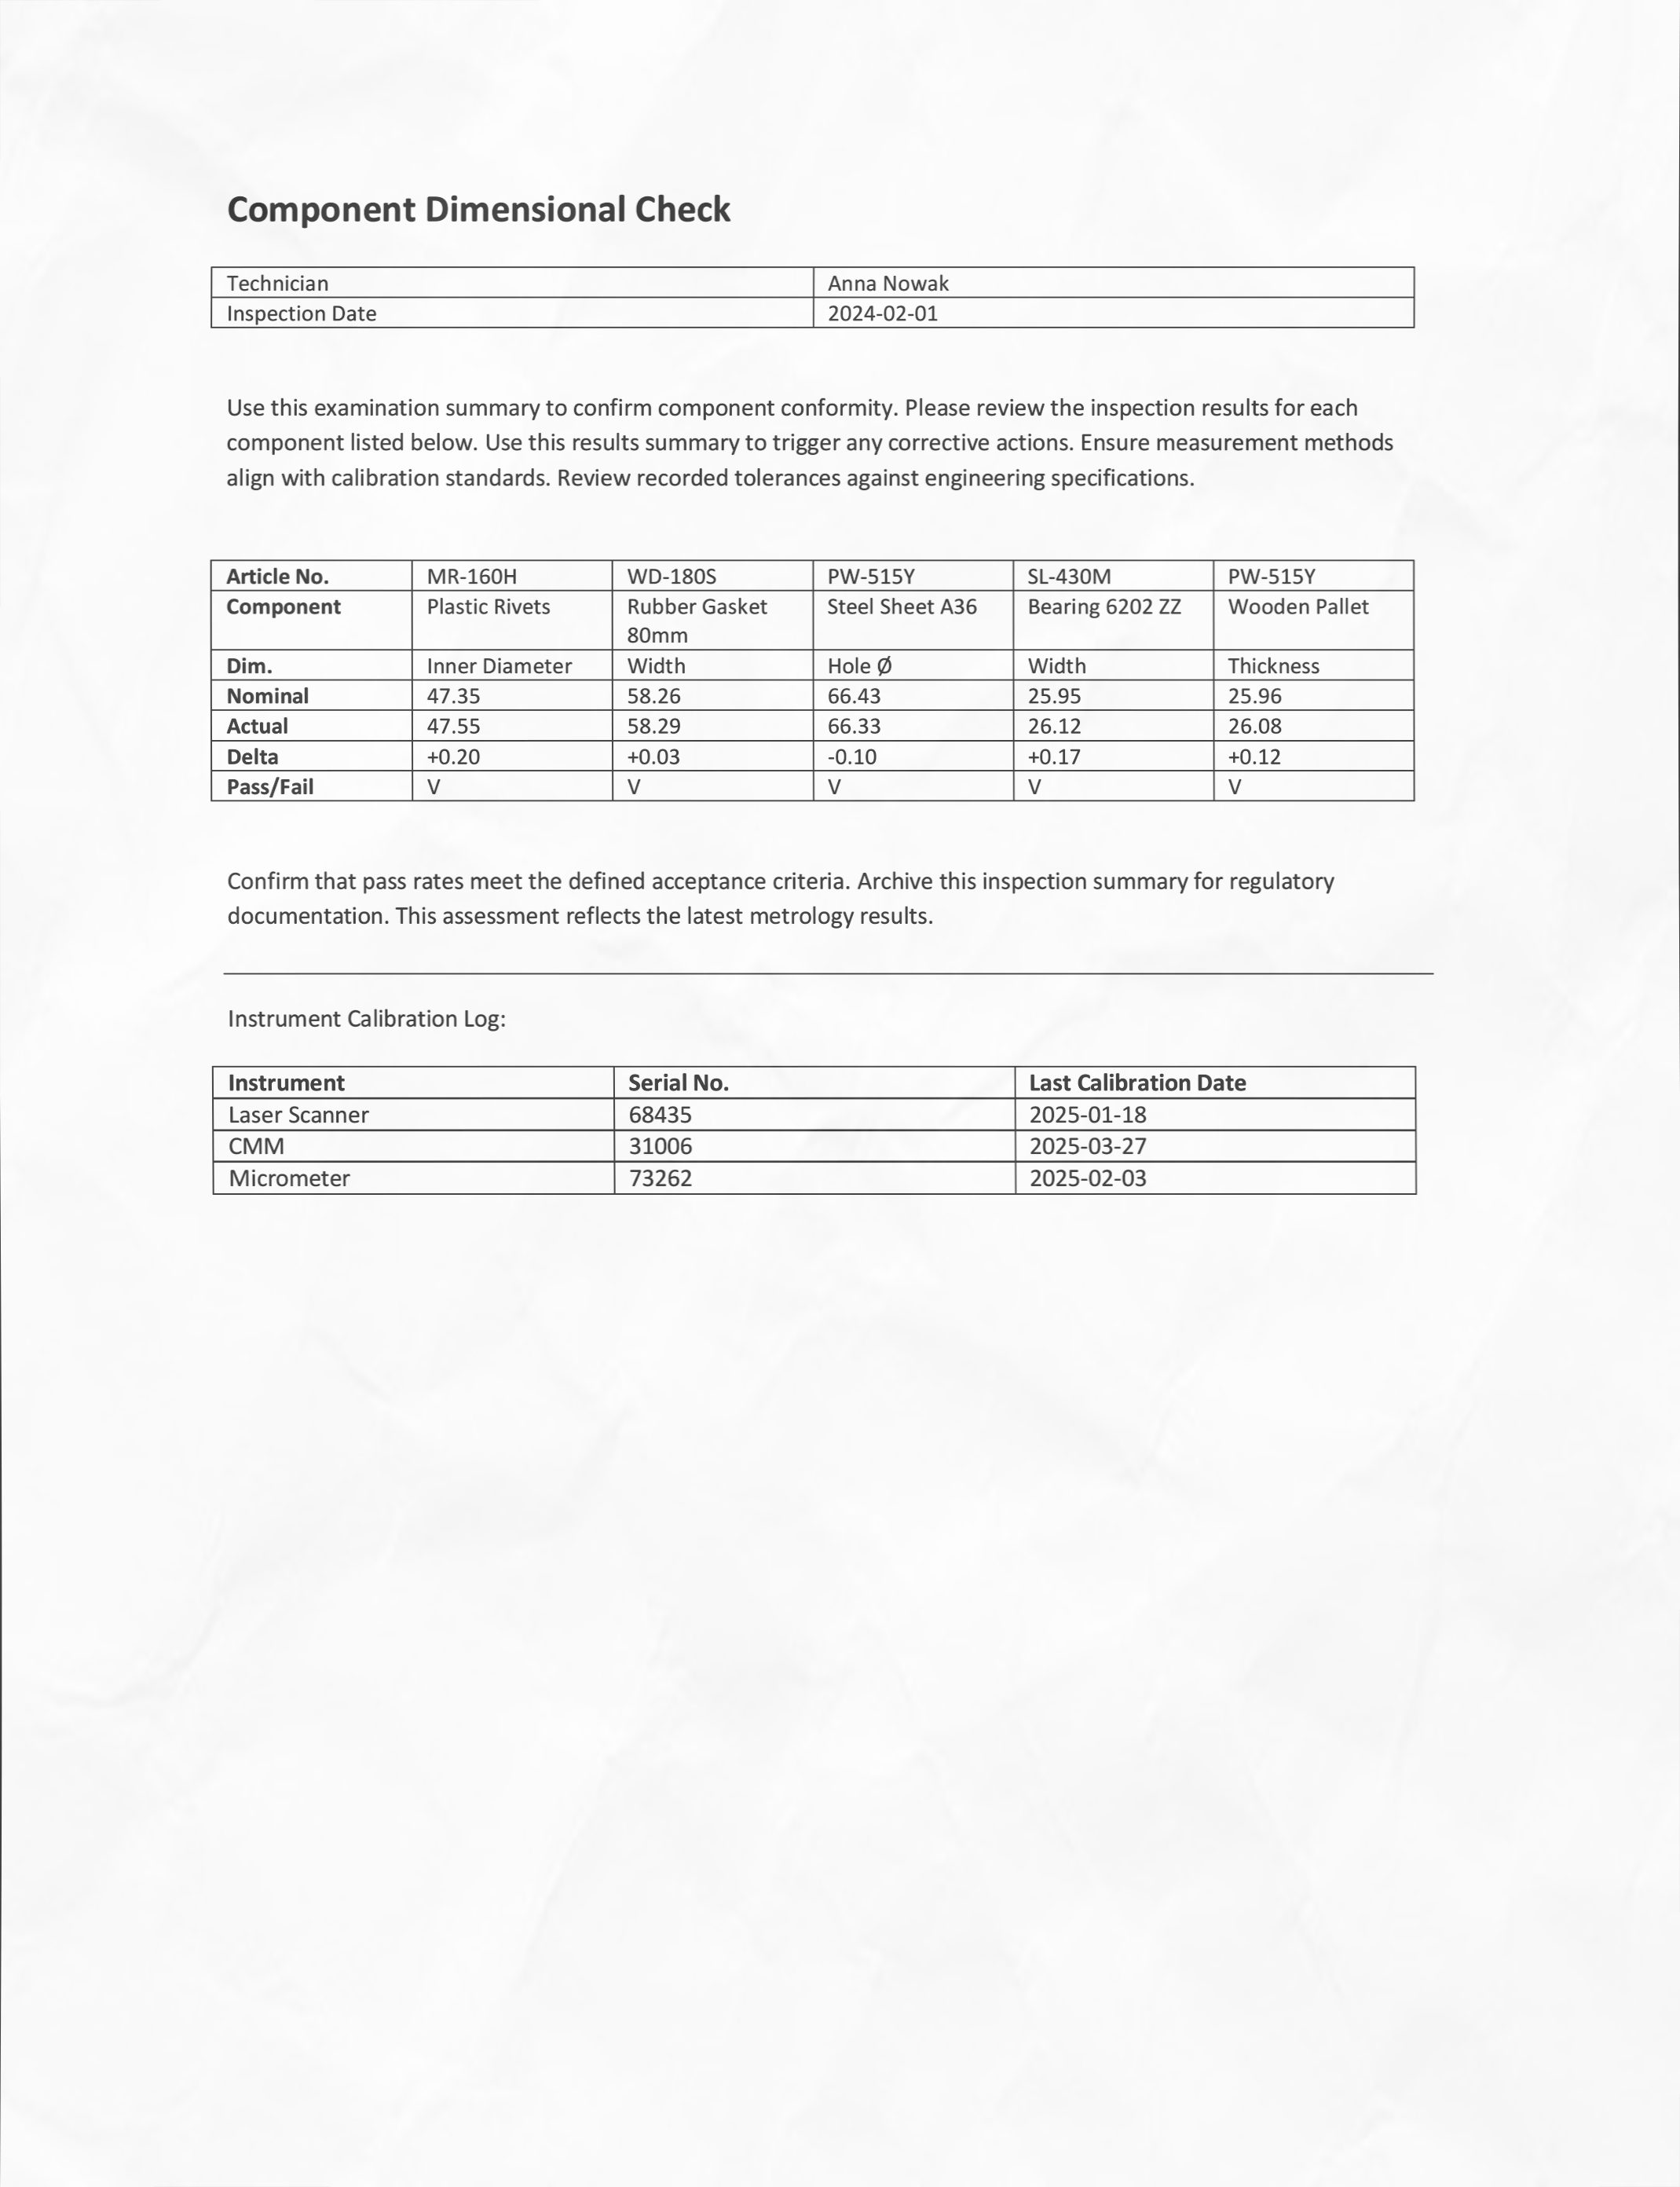 Component Dimensional Check
Technician Anna Nowak
Inspection Date 2024-02-01
Use this examination summary to confirm component conformity. Please review the inspection results for each
component listed below. Use this results summary to trigger any corrective actions. Ensure measurement methods
align with calibration standards. Review recorded tolerances against engineering specifications.
Article No. MR-160H WD-180S PW-515Y SL-430M PW-515Y
Component Plastic Rivets Rubber Gasket Steel Sheet A36 Bearing 6202 ZZ Wooden Pallet
80mm
Dim. Inner Diameter Width Hole Ø Width Thickness
Nominal 47.35 58.26 66.43 25.95 25.96
Actual 47.55 58.29 66.33 26.12 26.08
Delta +0.20 +0.03 -0.10 +0.17 +0.12
Pass/Fail V V V V V
Confirm that pass rates meet the defined acceptance criteria. Archive this inspection summary for regulatory
documentation. This assessment reflects the latest metrology results.
Instrument Calibration Log:
Instrument Serial No. Last Calibration Date
Laser Scanner 68435 2025-01-18
CMM 31006 2025-03-27
Micrometer 73262 2025-02-03